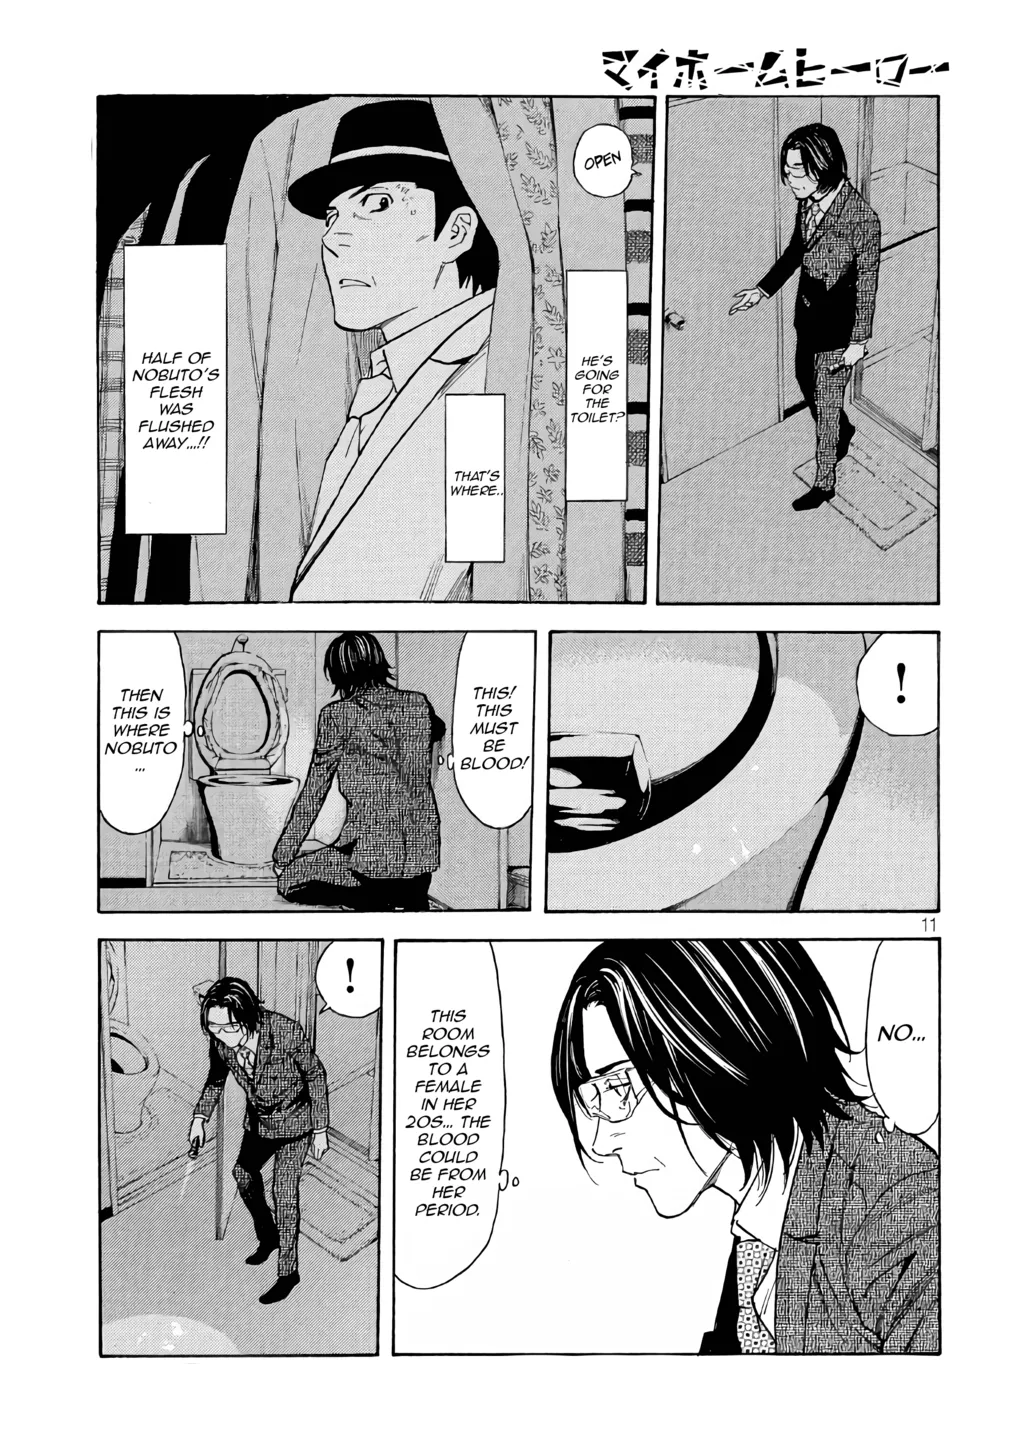 マイホームヒーロー
OPEN
HE'S
GOING
FOR
THE
TOILET?
THAT'S
WHERE..
HALF OF
NOBUTO'S
FLESH
WAS
FLUSHED
AWAY...!!
!
THIS!
THIS
MUST
BE
BLOOD!
THEN
THIS IS
WHERE
NOBUTO
...
11
NO...
THIS
ROOM
BELONGS
TO A
FEMALE
IN HER
20S... THE
BLOOD
COULD
BE FROM
HER
PERIOD.
!